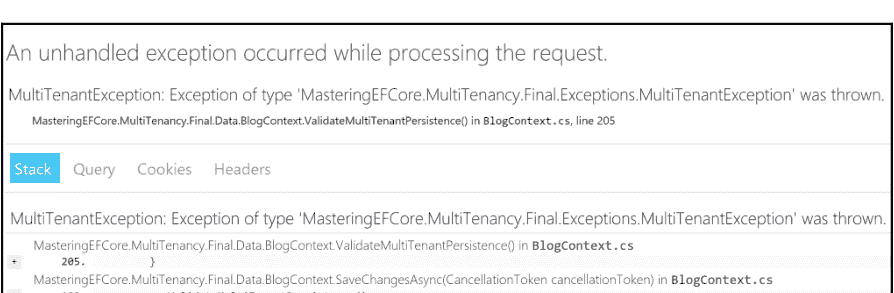 An unhandled exception occurred while processing the request.
MultiTenantException: Exception of type 'MasteringEFCore.MultiTenancy.Final.Exceptions.MultiTenantException' was thrown.
MasteringEFCore.MultiTenancy.Final.Data.BlogContext.ValidateMultiTenantPersistence() in BlogContext.cs, line 205
Stack Query Cookies Headers
MultiTenantException: Exception of type 'MasteringEFCore.MultiTenancy.Final.Exceptions.MultiTenantException' was thrown.
MasteringEFCore.MultiTenancy.Final.Data.BlogContext.ValidateMultiTenantPersistence() in BlogContext.cs
+ 205. }
MasteringEFCore.MultiTenancy.Final.Data.BlogContext.SaveChangesAsync(CancellationToken cancellationToken) in BlogContext.cs